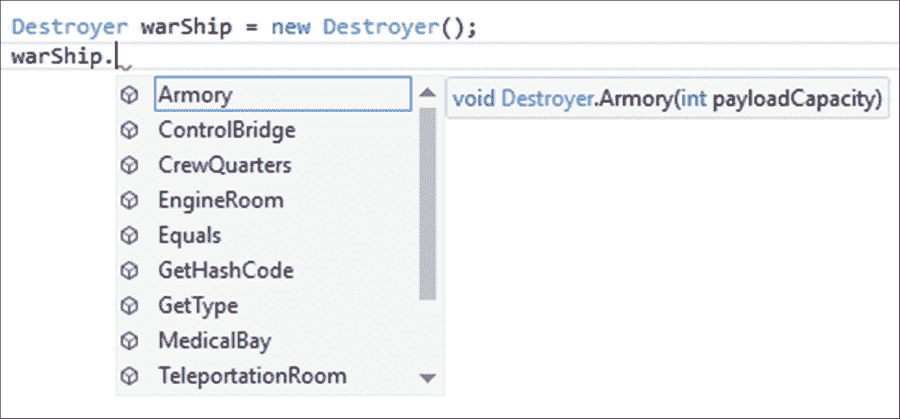 Destroyer warShip = new Destroyer();
warShip.
Armory
void Destroyer.Armory(int payloadCapacity)
ControlBridge
CrewQuarters
EngineRoom
Equals
GetHashCode
GetType
MedicalBay
TeleportationRoom